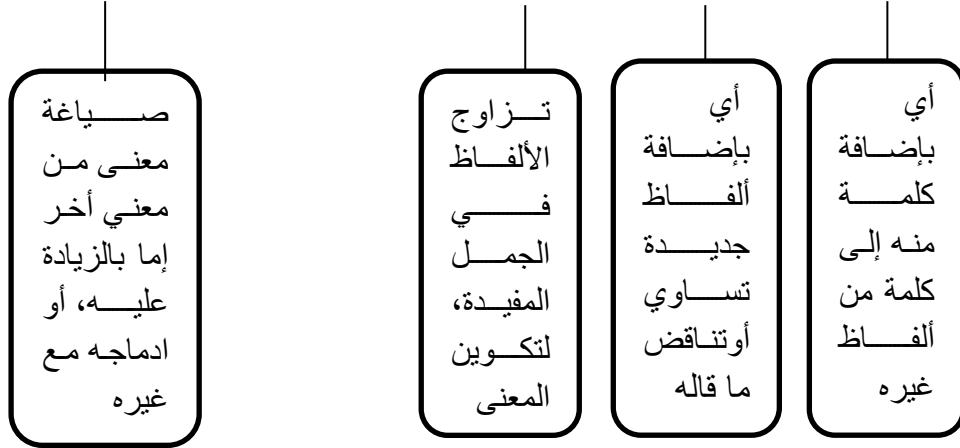 أي
بإضافة
كلمة
منه إلى
كلمة من
ألفاظ
غيره
أي
بإضافة
ألفاظ
جديدة
تساوي
أوتناقض
ما قاله
تزاوج
الألفاظ
في
الجمل
المفيدة،
لتكوين
المعنى
صياغة
معنى من
معني أخر
إما بالزيادة
عليه، أو
ادماجه مع
غيره